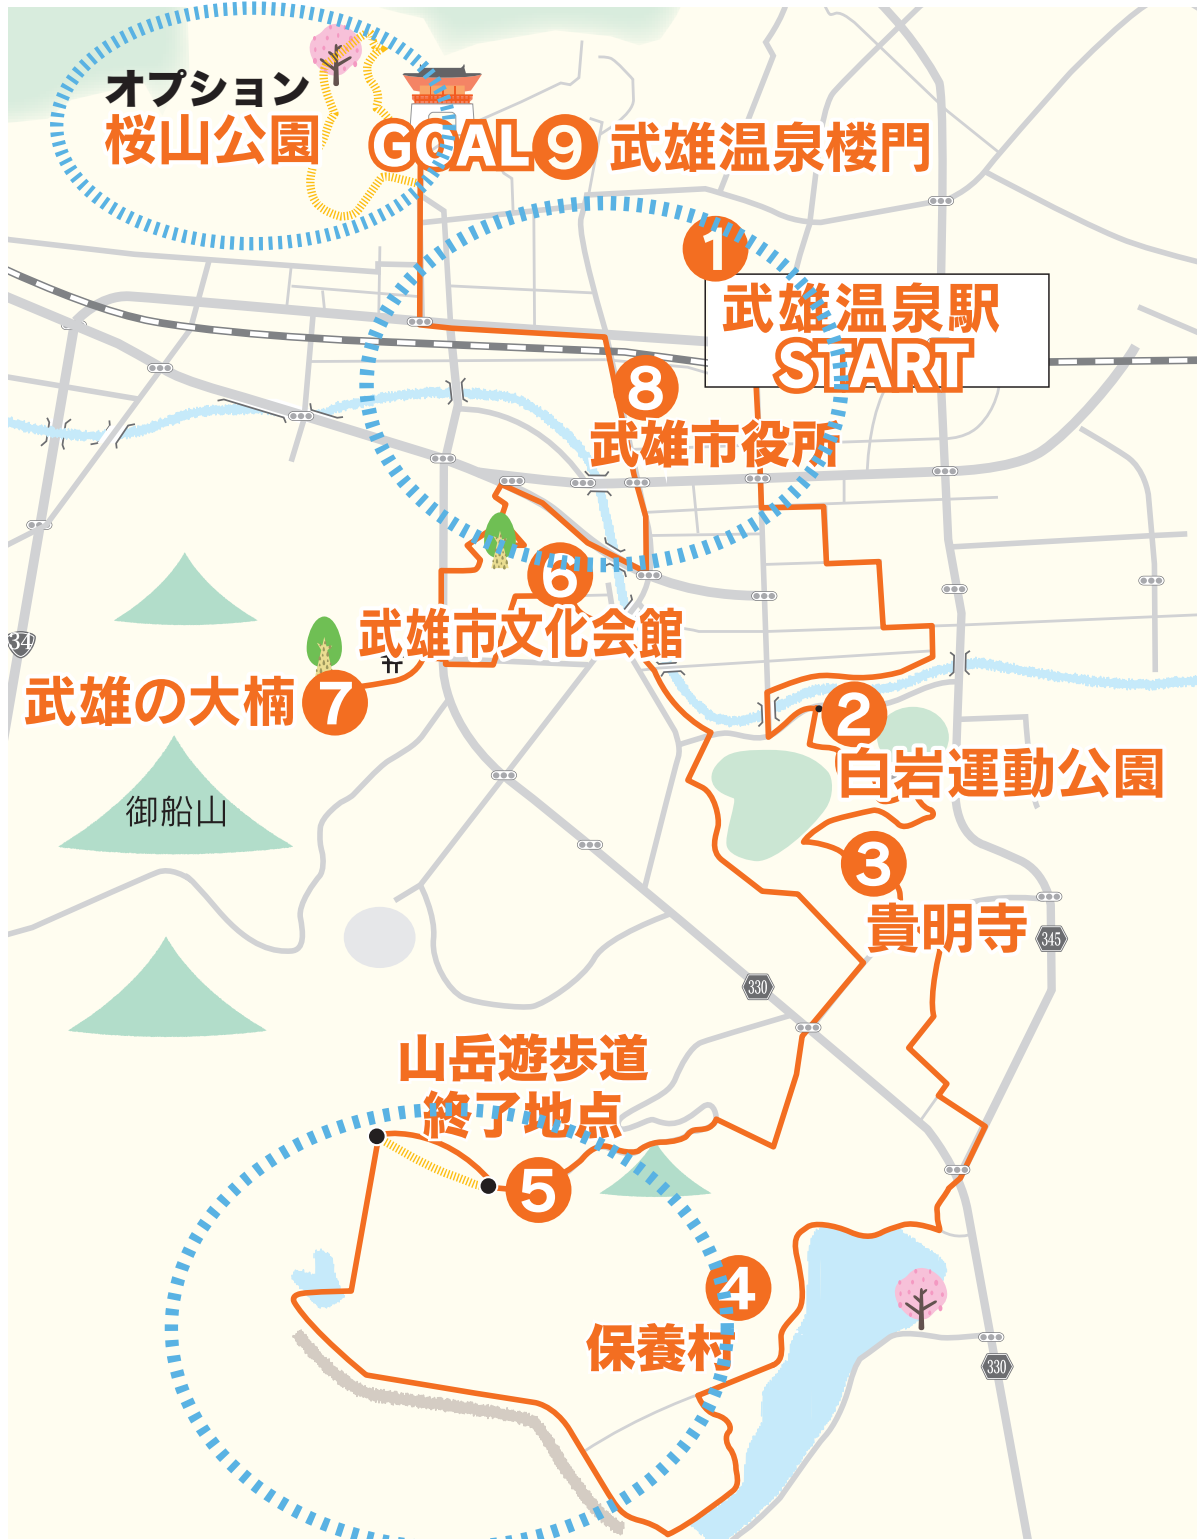 オプション
桜山公園
GOAL 9 武雄温泉楼門
1
武雄温泉駅
START
8
武雄市役所
6
武雄市文化会館
34
武雄の大楠 7
2
白岩運動公園
御船山
3
貴明寺
345
330
山岳遊歩道
終了地点
5
4
保養村
330